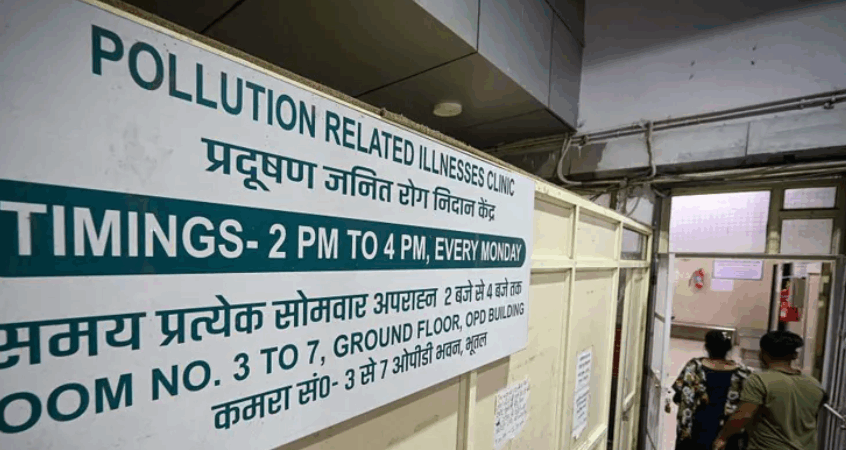 POLLUTION RELATED ILLNESSES CLINIC
प्रदूषण जनित रोग निदान केंद्र
TIMINGS- 2 PM TO 4 PM, EVERY MONDAY
समय प्रत्येक सोमवार अपराह्न 2 बजे से 4 बजे तक
OOM NO. 3 TO 7, GROUND FLOOR, OPD BUILDING
कमरा सं०- 3 से 7 ओपीडी भवन, भूतल